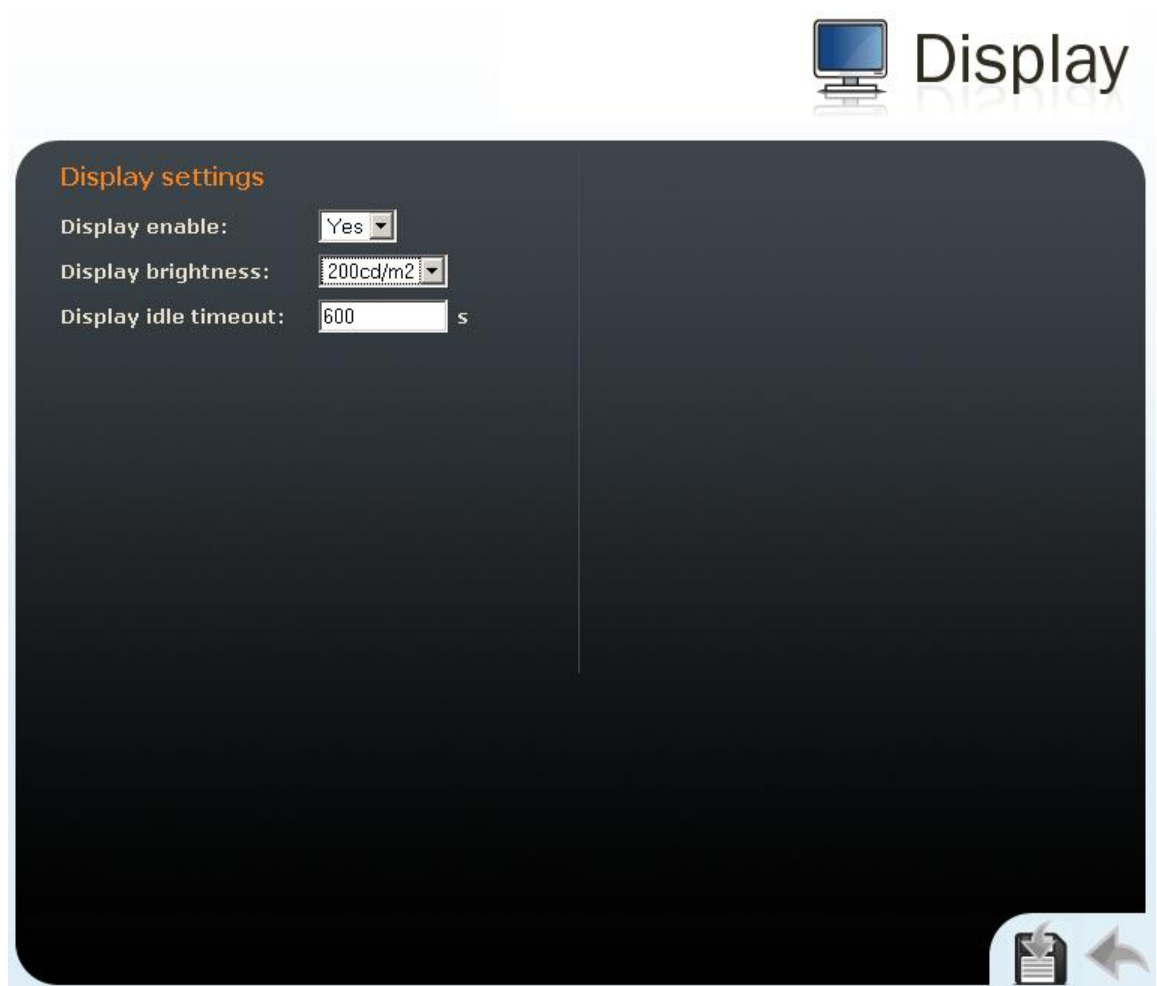 Display
Display settings
Display enable: Yes
Display brightness: 200cd/m2
Display idle timeout: 600 s